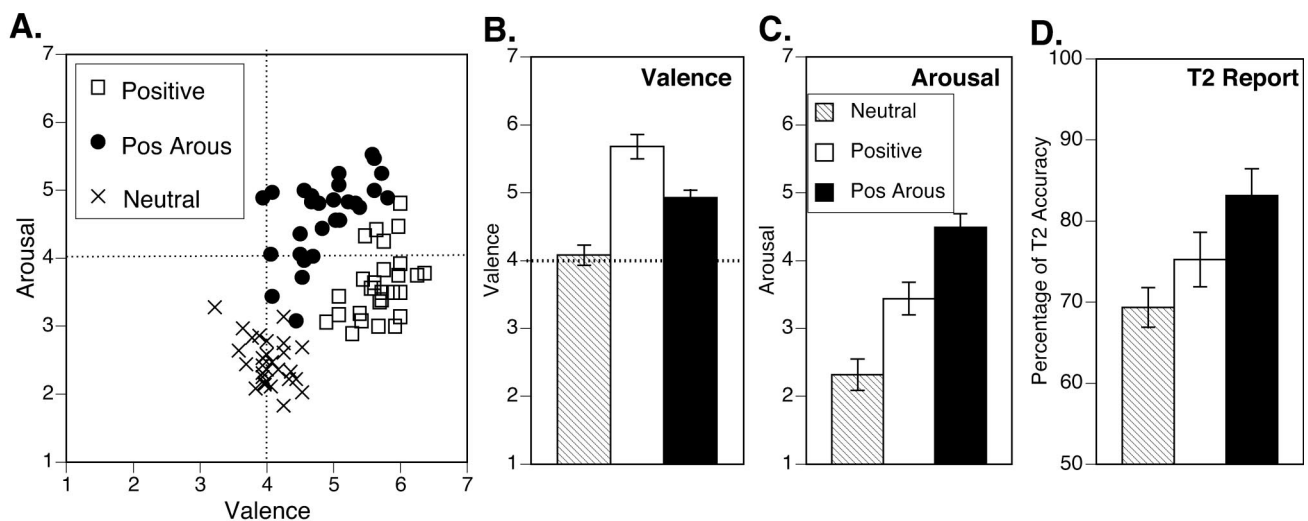 A.
7
6
5
4
3
2
1
Arousal
Positive
Pos Arous
Neutral
1 2 3 4 5 6 7
Valence
B.
Valence
7
6
5
4
3
2
1
Valence
C.
Arousal
7
6
5
4
3
2
1
Arousal
Neutral
Positive
Pos Arous
D.
T2 Report
100
90
80
70
60
50
Percentage of T2 Accuracy